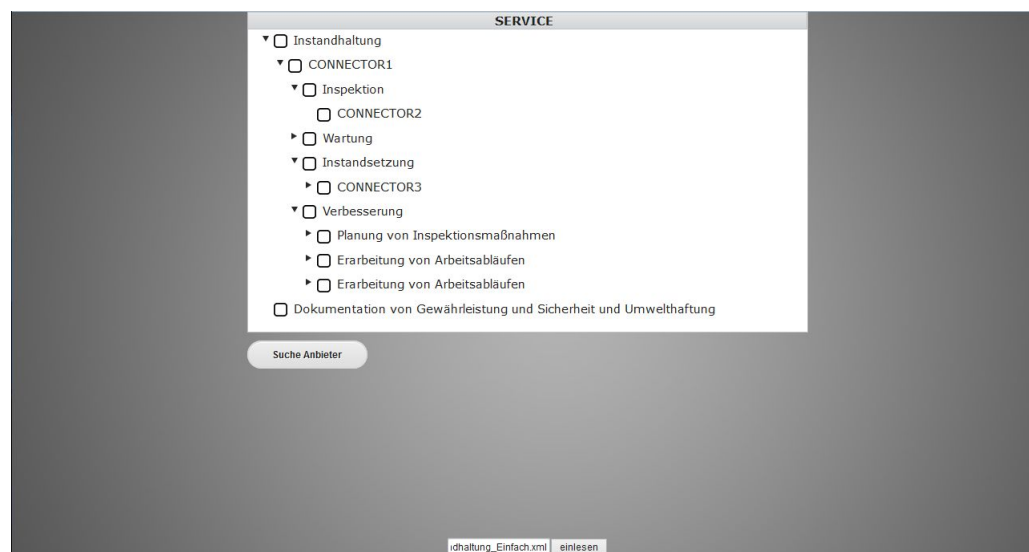 SERVICE
Instandhaltung
CONNECTOR1
Inspektion
CONNECTOR2
Wartung
Instandsetzung
CONNECTOR3
Verbesserung
Planung von Inspektionsmaßnahmen
Erarbeitung von Arbeitsabläufen
Erarbeitung von Arbeitsabläufen
Dokumentation von Gewährleistung und Sicherheit und Umwelthaftung
Suche Anbieter
dhaltung_Einfach.xml einlesen